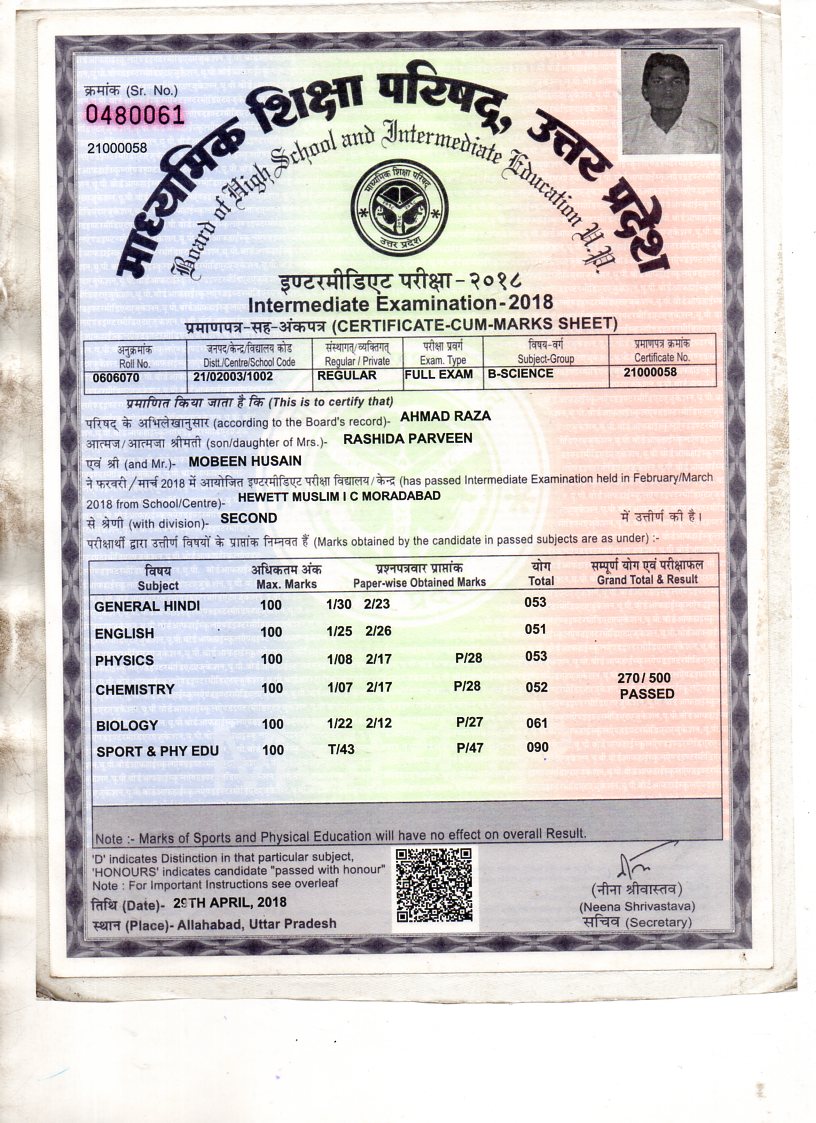 क्रमांक (Sr. No.)
0480061
21000058
माध्यमिक शिक्षा परिषद्, उत्तर प्रदेश
Board of High School and Intermediate Education U.P.
माध्यमिक शिक्षा परिषद
उत्तर प्रदेश
इण्टरमीडिएट परीक्षा-२०१८
Intermediate Examination-2018
प्रमाणपत्र-सह-अंकपत्र (CERTIFICATE-CUM-MARKS SHEET)
अनुक्रमांक जनपद/केन्द्र/विद्यालय कोड संस्थागत्/व्यक्तिगत् परीक्षा प्रवर्ग विषय-वर्ग प्रमाणपत्र क्रमांक
Roll No. Distt./Centre/School Code Regular / Private Exam. Type Subject-Group Certificate No.
0606070 21/02003/1002 REGULAR FULL EXAM B-SCIENCE 21000058
प्रमाणित किया जाता है कि (This is to certify that)
परिषद् के अभिलेखानुसार (according to the Board's record)- AHMAD RAZA
आत्मज/आत्मजा श्रीमती (son/daughter of Mrs.)- RASHIDA PARVEEN
एवं श्री (and Mr.)- MOBEEN HUSAIN
ने फरवरी/मार्च 2018 में आयोजित इण्टरमीडिएट परीक्षा विद्यालय/केन्द्र (has passed Intermediate Examination held in February/March
2018 from School/Centre)- HEWETT MUSLIM I C MORADABAD
से श्रेणी (with division)- SECOND में उत्तीर्ण की है।
परीक्षार्थी द्वारा उत्तीर्ण विषयों के प्राप्तांक निम्नवत हैं (Marks obtained by the candidate in passed subjects are as under) :-
विषय अधिकतम अंक प्रश्नपत्रवार प्राप्तांक योग सम्पूर्ण योग एवं परीक्षाफल
Subject Max. Marks Paper-wise Obtained Marks Total Grand Total & Result
GENERAL HINDI 100 1/30 2/23 053
ENGLISH 100 1/25 2/26 051
PHYSICS 100 1/08 2/17 P/28 053
CHEMISTRY 100 1/07 2/17 P/28 052
270/ 500
PASSED
BIOLOGY 100 1/22 2/12 P/27 061
SPORT & PHY EDU 100 T/43 P/47 090
Note :- Marks of Sports and Physical Education will have no effect on overall Result.
'D' indicates Distinction in that particular subject,
'HONOURS' indicates candidate "passed with honour"
Note : For Important Instructions see overleaf
तिथि (Date)- 29TH APRIL, 2018
स्थान (Place)- Allahabad, Uttar Pradesh
(नीना श्रीवास्तव)
(Neena Shrivastava)
सचिव (Secretary)